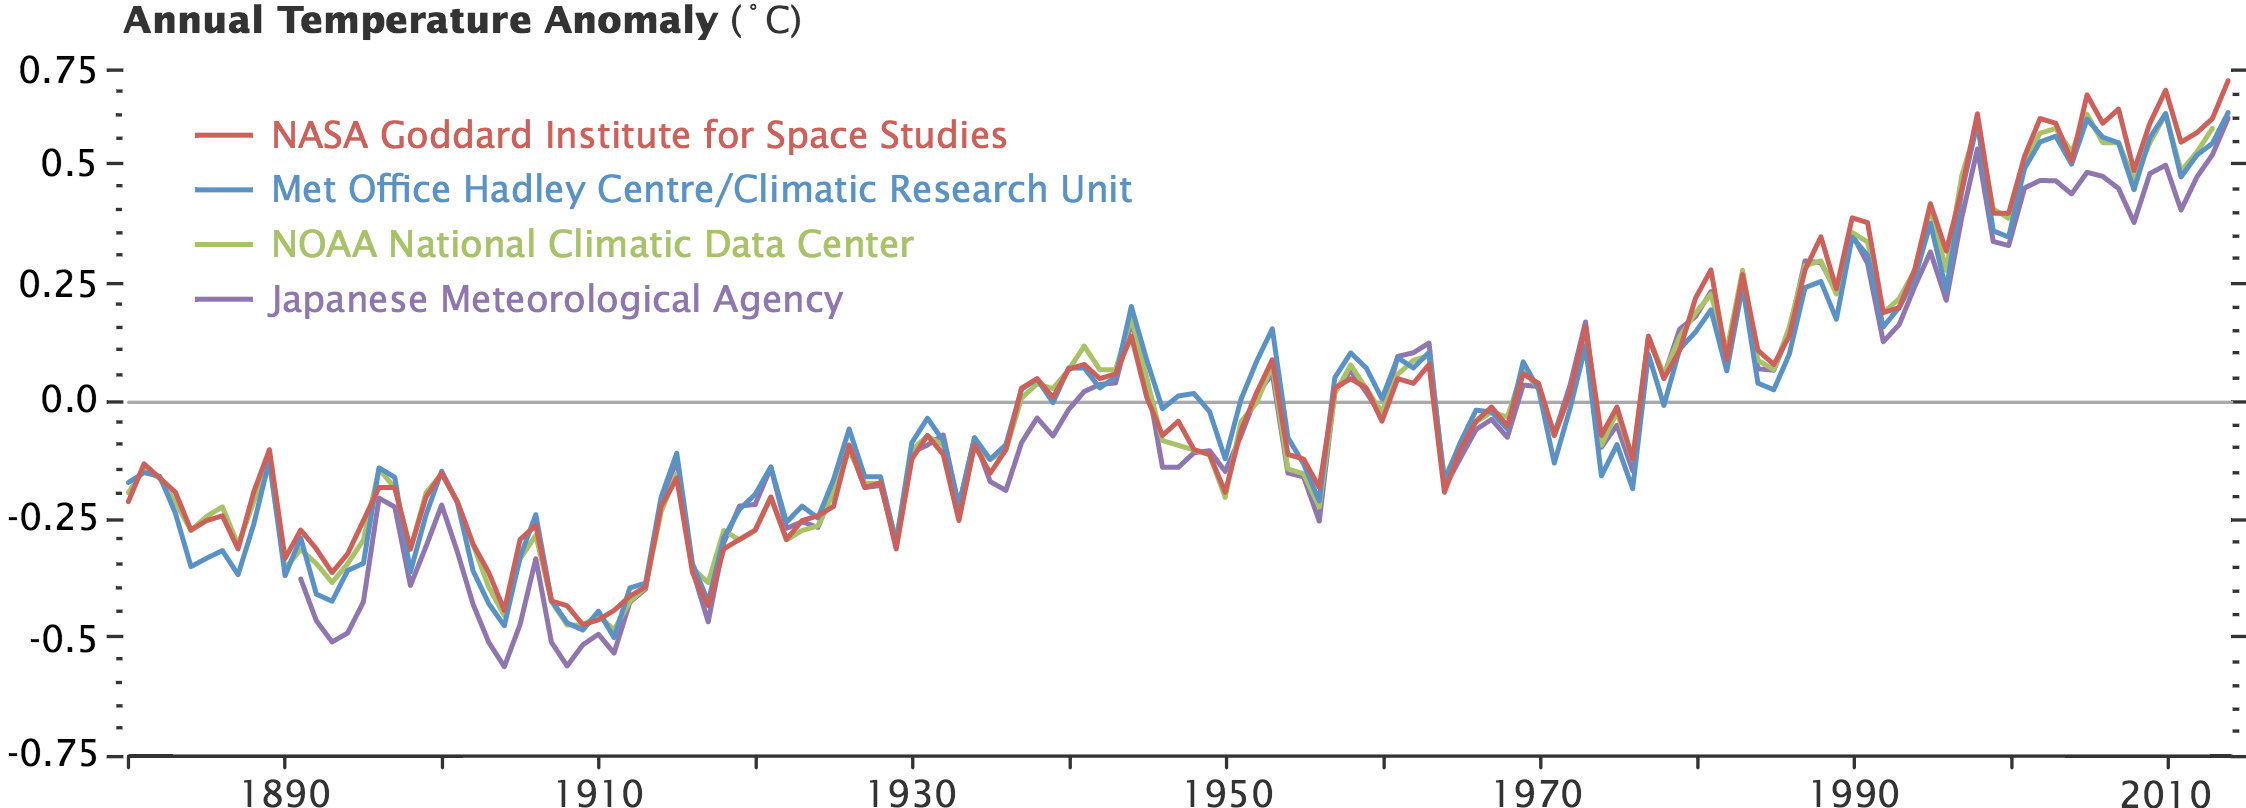 Annual Temperature Anomaly (˚C)
0.75
0.5
0.25
0.0
-0.25
-0.5
-0.75
NASA Goddard Institute for Space Studies
Met Office Hadley Centre/Climatic Research Unit
NOAA National Climatic Data Center
Japanese Meteorological Agency
1890 1910 1930 1950 1970 1990 2010